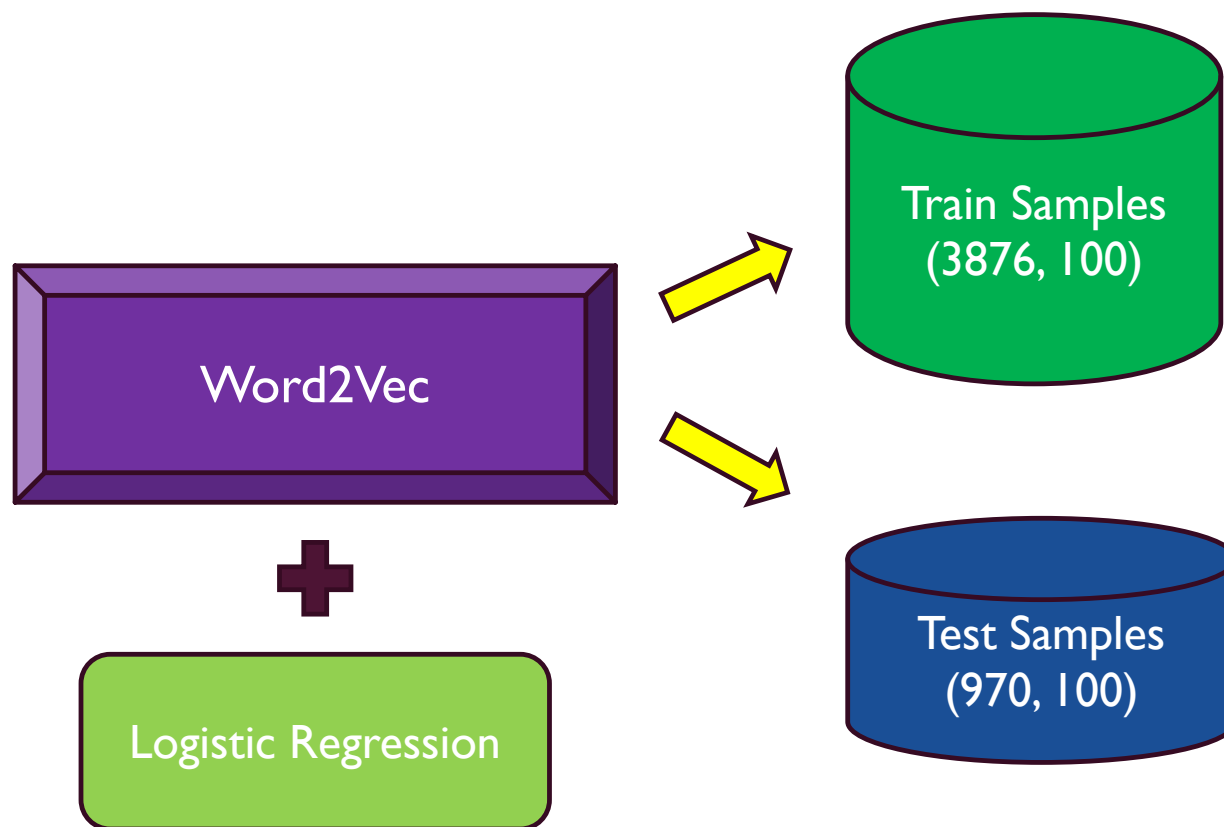 Word2Vec
Logistic Regression
Train Samples
(3876, 100)
Test Samples
(970, 100)